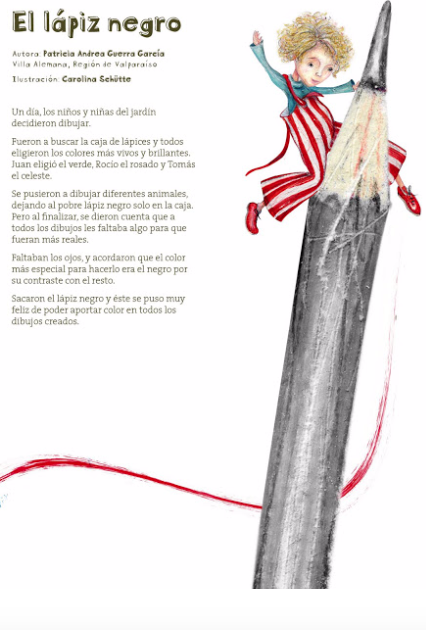 El lápiz negro
Autora: Patricia Andrea Guerra García
Villa Alemana, Región de Valparaíso
Ilustración: Carolina Schütte
Un día, los niños y niñas del jardín
decidieron dibujar.
Fueron a buscar la caja de lápices y todos
eligieron los colores más vivos y brillantes.
Juan eligió el verde, Rocío el rosado y Tomás
el celeste.
Se pusieron a dibujar diferentes animales,
dejando al pobre lápiz negro solo en la caja.
Pero al finalizar, se dieron cuenta que a
todos los dibujos les faltaba algo para que
fueran más reales.
Faltaban los ojos, y acordaron que el color
más especial para hacerlo era el negro por
su contraste con el resto.
Sacaron el lápiz negro y éste se puso muy
feliz de poder aportar color en todos los
dibujos creados.